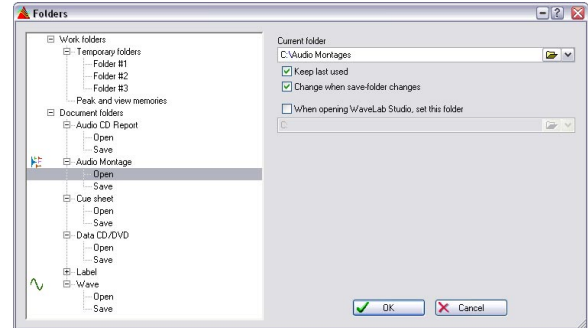 Folders
Work folders
Temporary folders
Folder #1
Folder #2
Folder #3
Peak and view memories
Document folders
Audio CD Report
Open
Save
Audio Montage
Open
Save
Cue sheet
Open
Save
Data CD/DVD
Open
Save
Label
Wave
Open
Save
Current folder
C:\Audio Montages
Keep last used
Change when save-folder changes
When opening WaveLab Studio, set this folder
C:
OK
Cancel